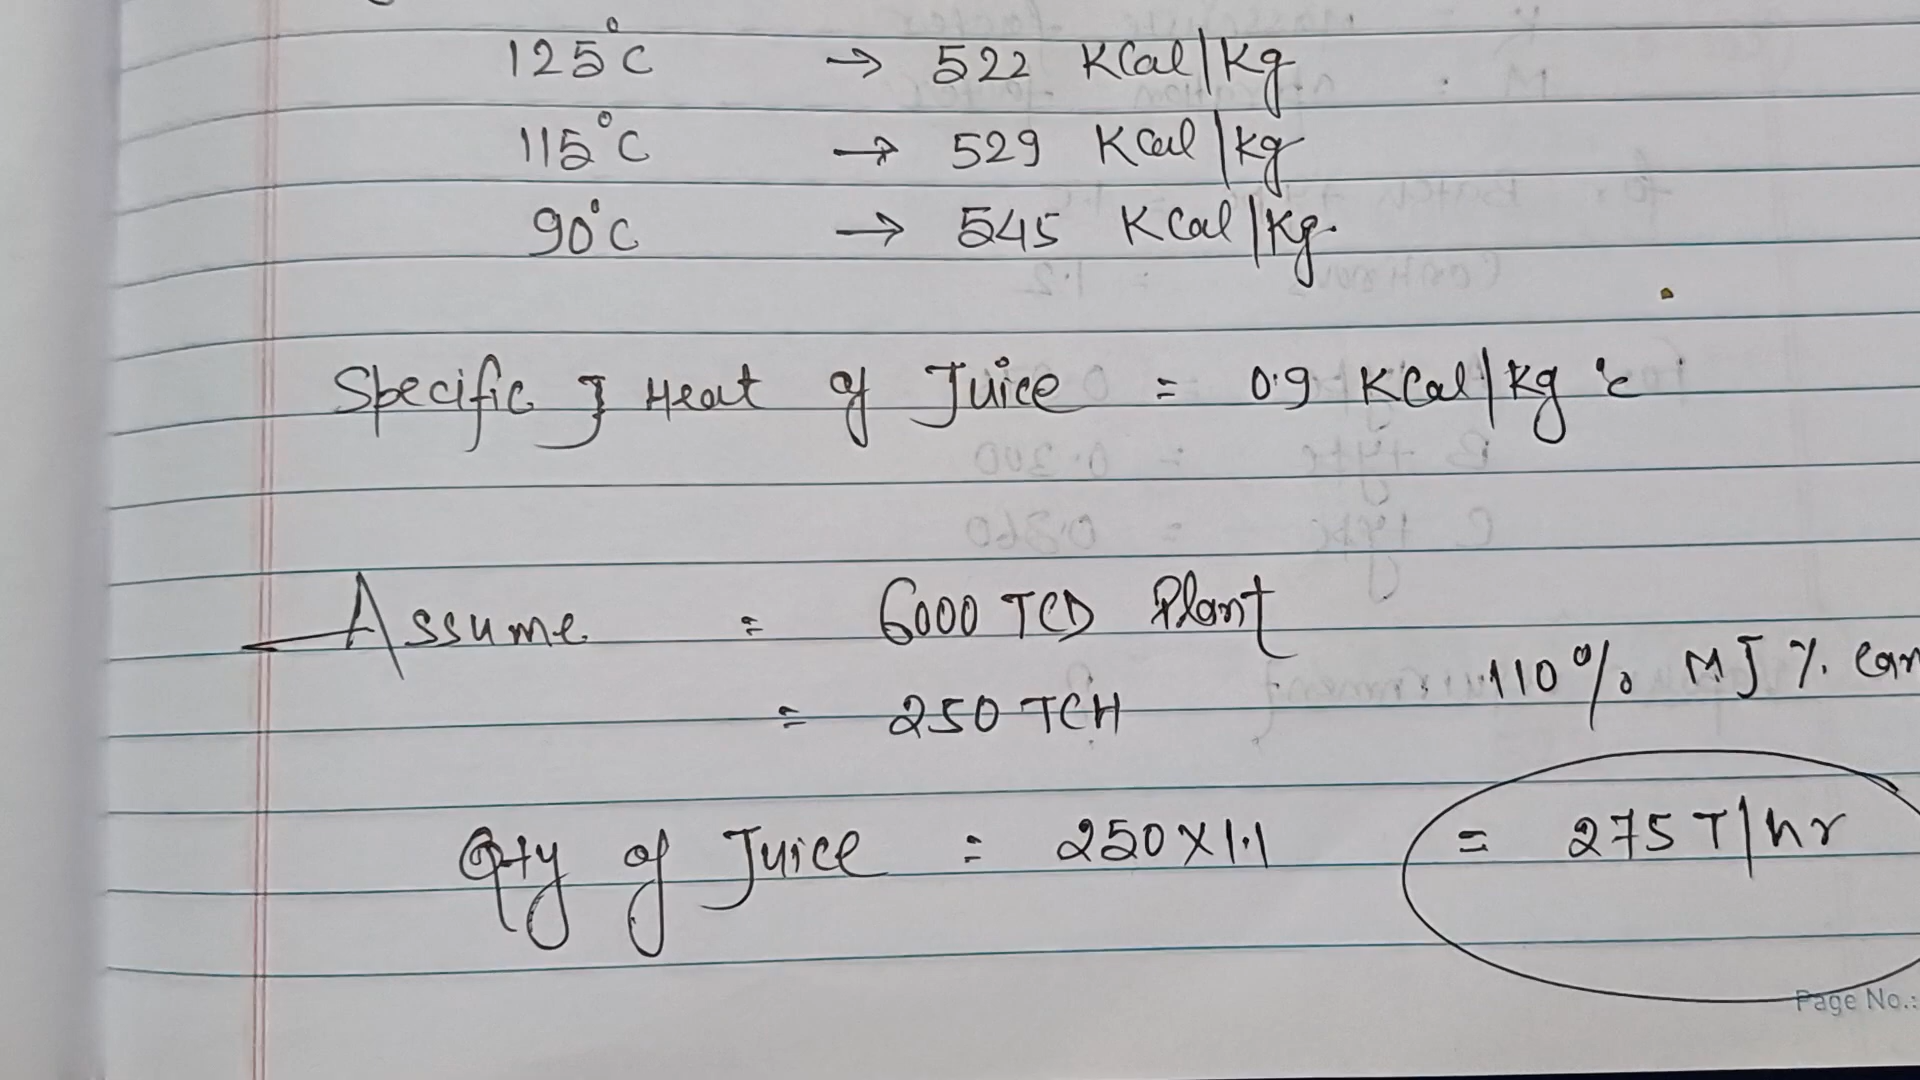 125°C → 522 KCal/Kg
115°C → 529 KCal/Kg
90°C → 545 KCal/Kg.
Specific Heat of Juice = 0.9 KCal/Kg °C
Assume = 6000 TCD Plant
110% MJ % Can
= 250 TCH
Qty of Juice = 250 X 1.1 = 275 T/hr
Page No.: